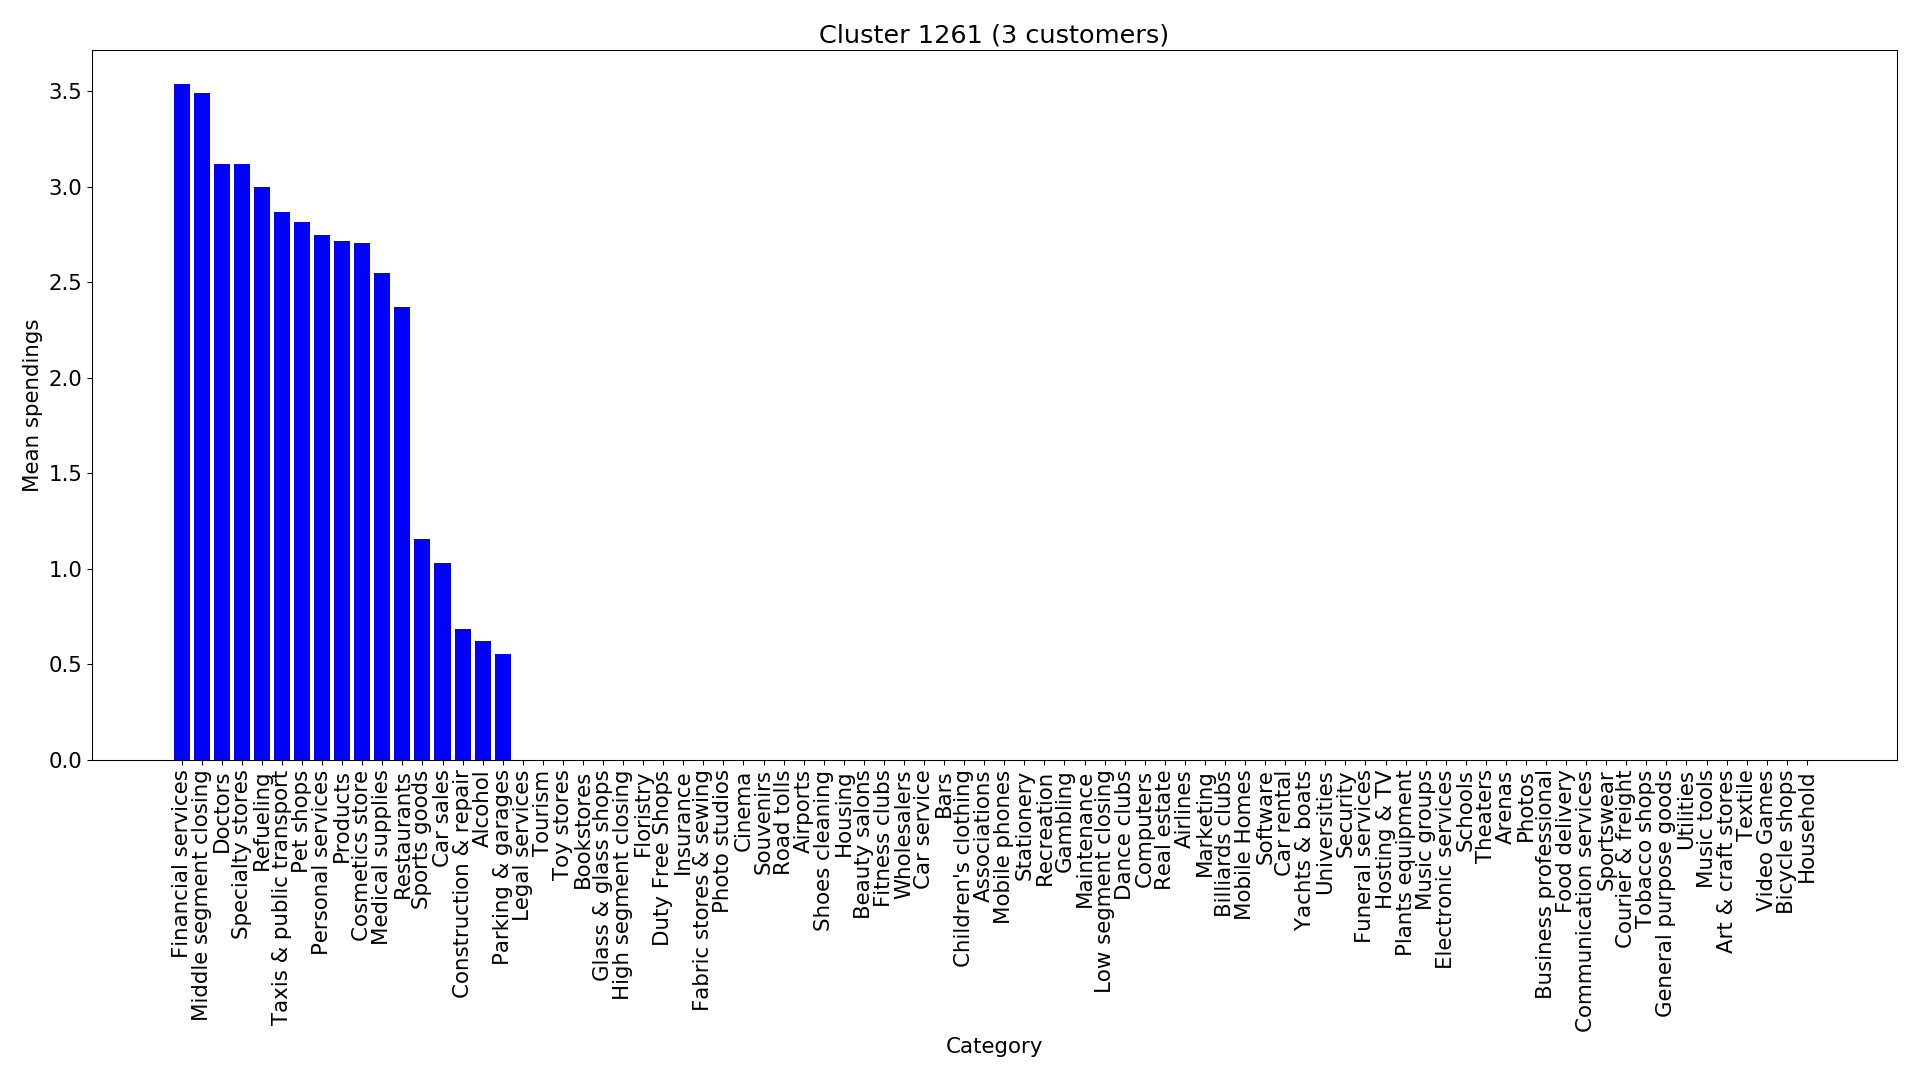 Cluster 1261 (3 customers)
Mean spendings
3.5
3.0
2.5
2.0
1.5
1.0
0.5
0.0
Financial services
Middle segment closing
Doctors
Specialty stores
Refueling
Taxis & public transport
Pet shops
Personal services
Products
Cosmetics store
Medical supplies
Restaurants
Sports goods
Car sales
Construction & repair
Alcohol
Parking & garages
Legal services
Tourism
Toy stores
Bookstores
Glass & glass shops
High segment closing
Floristry
Duty Free Shops
Insurance
Fabric stores & sewing
Photo studios
Cinema
Souvenirs
Road tolls
Airports
Shoes cleaning
Housing
Beauty salons
Fitness clubs
Wholesalers
Car service
Bars
Children's clothing
Associations
Mobile phones
Stationery
Recreation
Gambling
Maintenance
Low segment closing
Dance clubs
Computers
Real estate
Airlines
Marketing
Billiards clubs
Mobile Homes
Software
Car rental
Yachts & boats
Universities
Security
Funeral services
Hosting & TV
Plants equipment
Music groups
Electronic services
Schools
Theaters
Arenas
Photos
Business professional
Food delivery
Communication services
Sportswear
Courier & freight
Tobacco shops
General purpose goods
Utilities
Music tools
Art & craft stores
Textile
Video Games
Bicycle shops
Household
Category